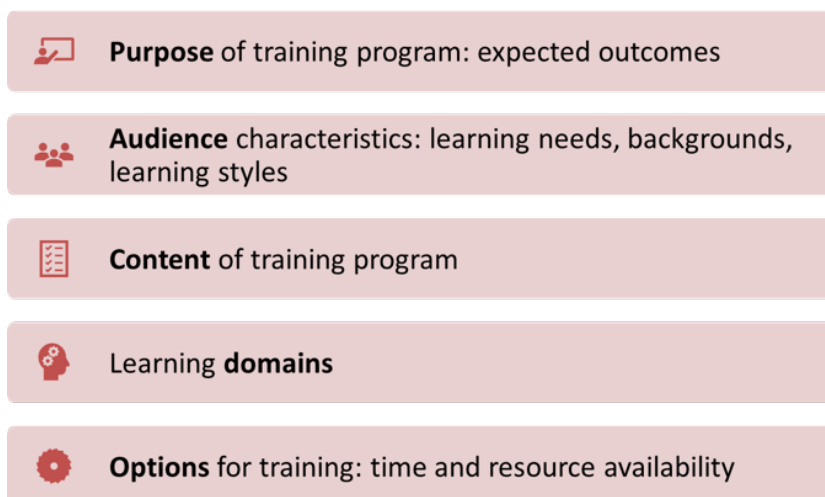 Purpose of training program: expected outcomes
Audience characteristics: learning needs, backgrounds,
learning styles
Content of training program
Learning domains
Options for training: time and resource availability